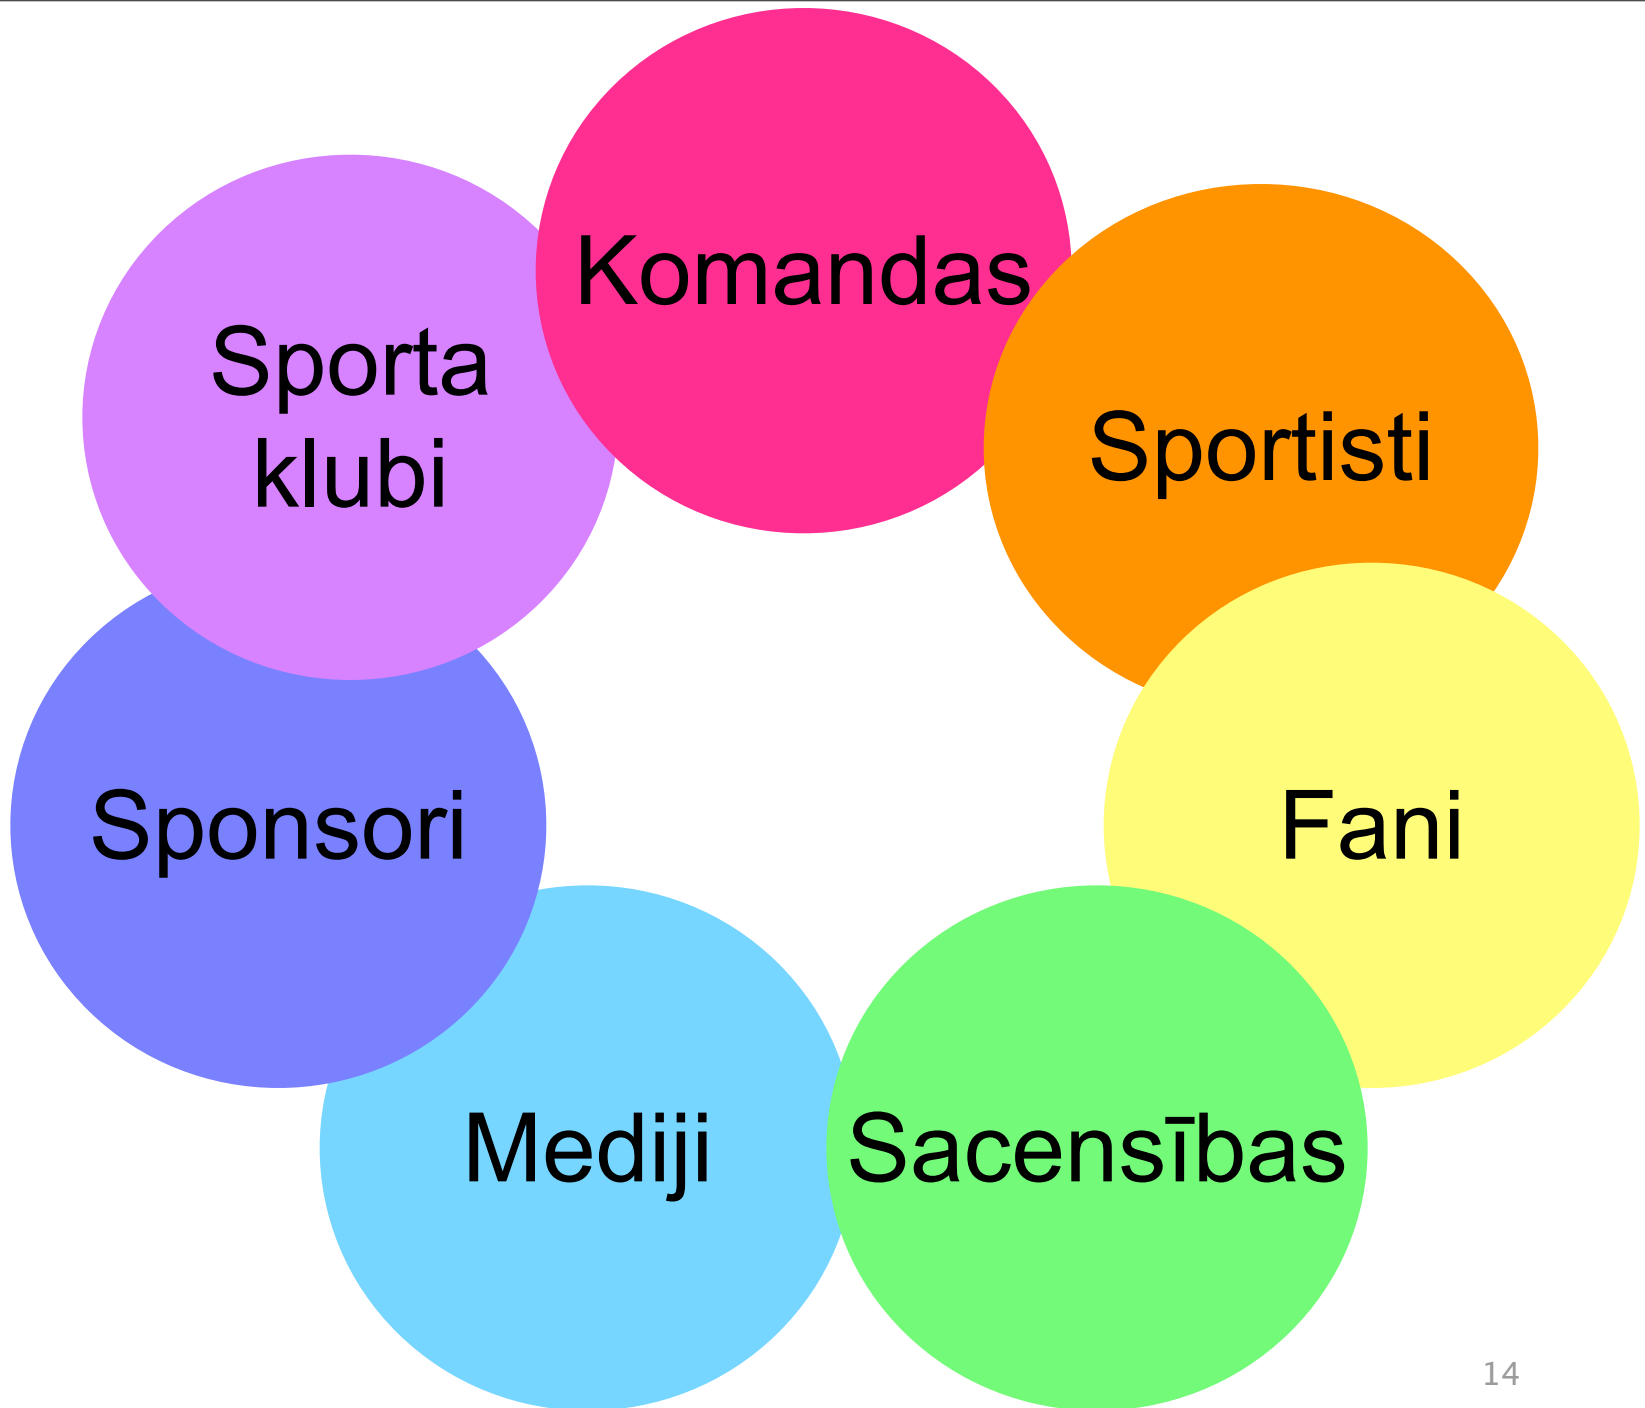 Komandas
Sportisti
Fani
Sacensības
Mediji
Sponsori
Sporta
klubi
14